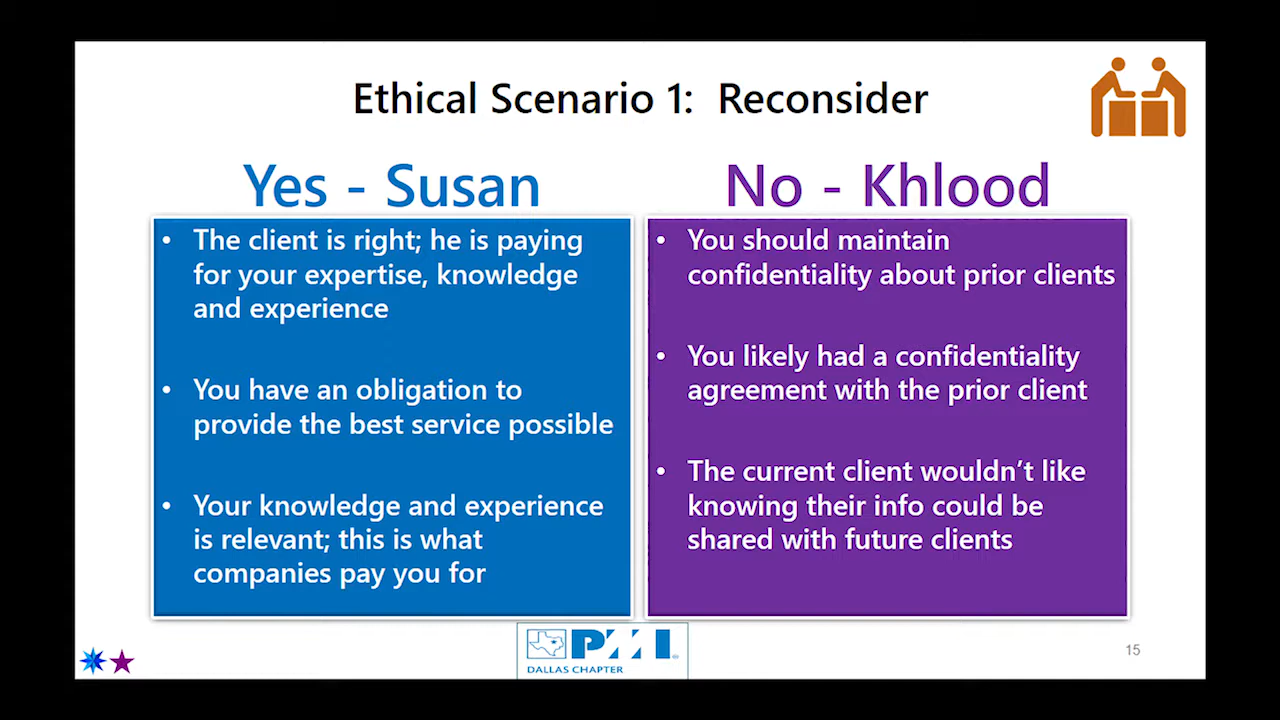 Ethical Scenario 1: Reconsider
Yes - Susan
• The client is right; he is paying
for your expertise, knowledge
and experience
• You have an obligation to
provide the best service possible
• Your knowledge and experience
is relevant; this is what
companies pay you for
No - Khlood
• You should maintain
confidentiality about prior clients
• You likely had a confidentiality
agreement with the prior client
• The current client wouldn’t like
knowing their info could be
shared with future clients
PMI
DALLAS CHAPTER
15